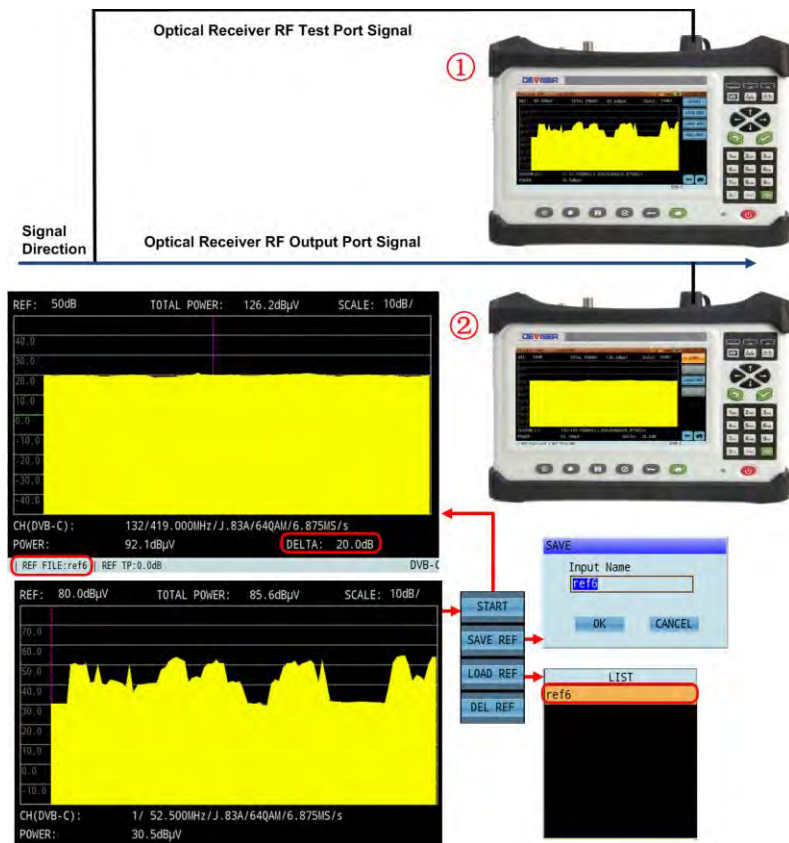 Optical Receiver RF Test Port Signal
①
DEVISER
Signal
Direction
Optical Receiver RF Output Port Signal
REF: 50dB TOTAL POWER: 126.2dBμV SCALE: 10dB/
40.0
30.0
20.0
10.0
0.0
-10.0
-20.0
-30.0
-40.0
CH(DVB-C): 132/419.000MHz/J.83A/64QAM/6.875MS/s
POWER: 92.1dBμV DELTA: 20.0dB
| REF FILE:ref6 | REF TP:0.0dB DVB-C
②
DEVISER
REF: 80.0dBμV TOTAL POWER: 85.6dBμV SCALE: 10dB/
70.0
60.0
50.0
40.0
30.0
20.0
10.0
0.0
-10.0
CH(DVB-C): 1/ 52.500MHz/J.83A/64QAM/6.875MS/s
POWER: 30.5dBμV
START
SAVE REF
LOAD REF
DEL REF
SAVE
Input Name
ref6
OK CANCEL
LIST
ref6